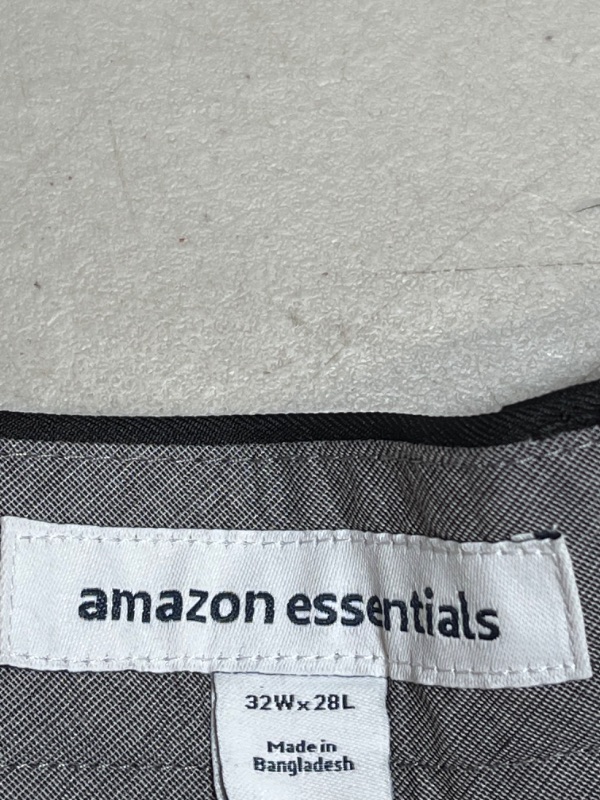 amazon essentials
32W x 28L
Made in
Bangladesh